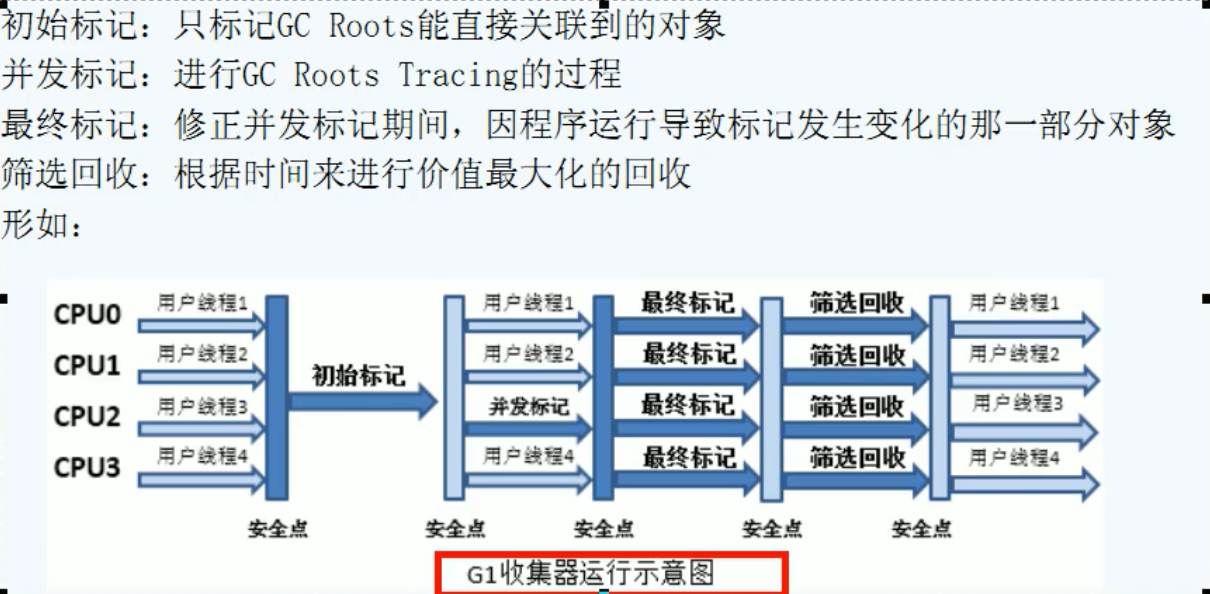 初始标记：只标记GC Roots能直接关联到的对象
并发标记：进行GC Roots Tracing的过程
最终标记：修正并发标记期间，因程序运行导致标记发生变化的那一部分对象
筛选回收：根据时间来进行价值最大化的回收
形如：
CPU0 用户线程1 用户线程1 最终标记 筛选回收 用户线程1
CPU1 用户线程2 用户线程2 最终标记 筛选回收 用户线程2
初始标记
CPU2 用户线程3 并发标记 最终标记 筛选回收 用户线程3
CPU3 用户线程4 用户线程4 最终标记 筛选回收 用户线程4
安全点 安全点 安全点 安全点 安全点
G1收集器运行示意图